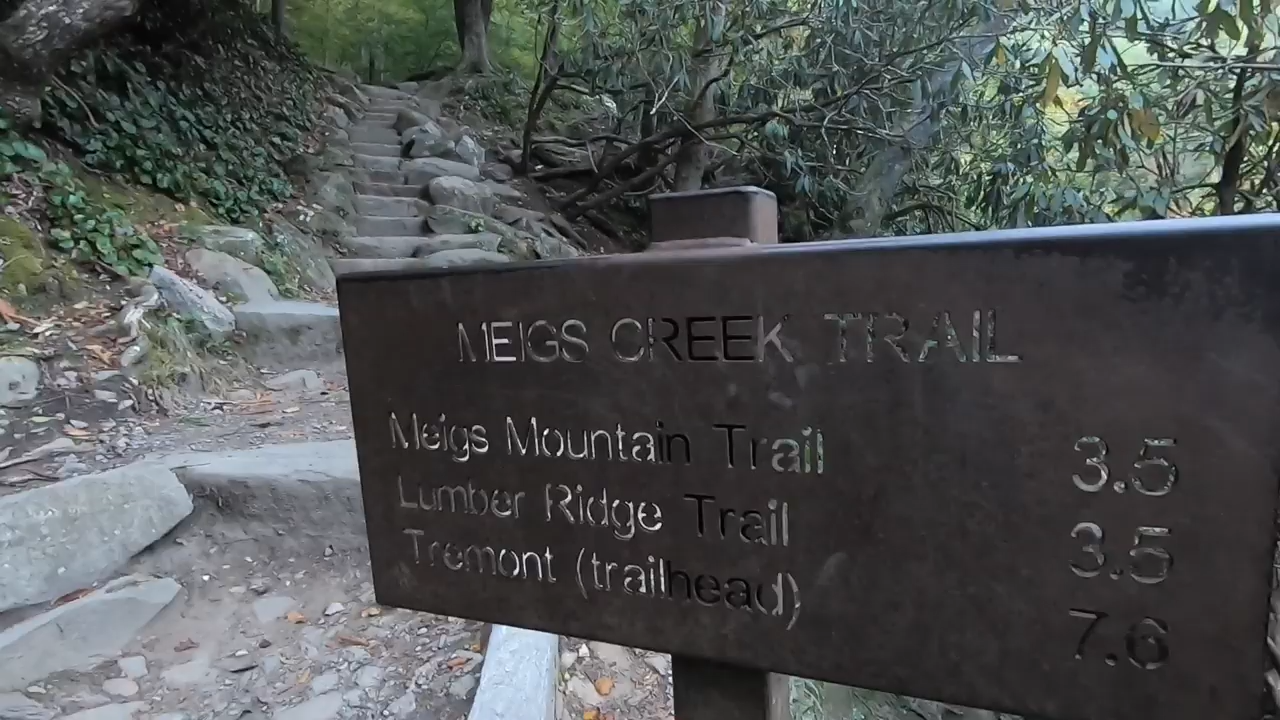 MEIGS CREEK TRAIL
Meigs Mountain Trail 3.5
Lumber Ridge Trail 3.5
Tremont (trailhead) 7.6